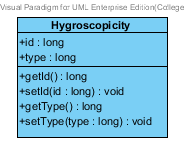 Visual Paradigm for UML Enterprise Edition(College
Hygroscopicity
+id : long
+type : long
+getId() : long
+setId(id : long) : void
+getType() : long
+setType(type : long) : void